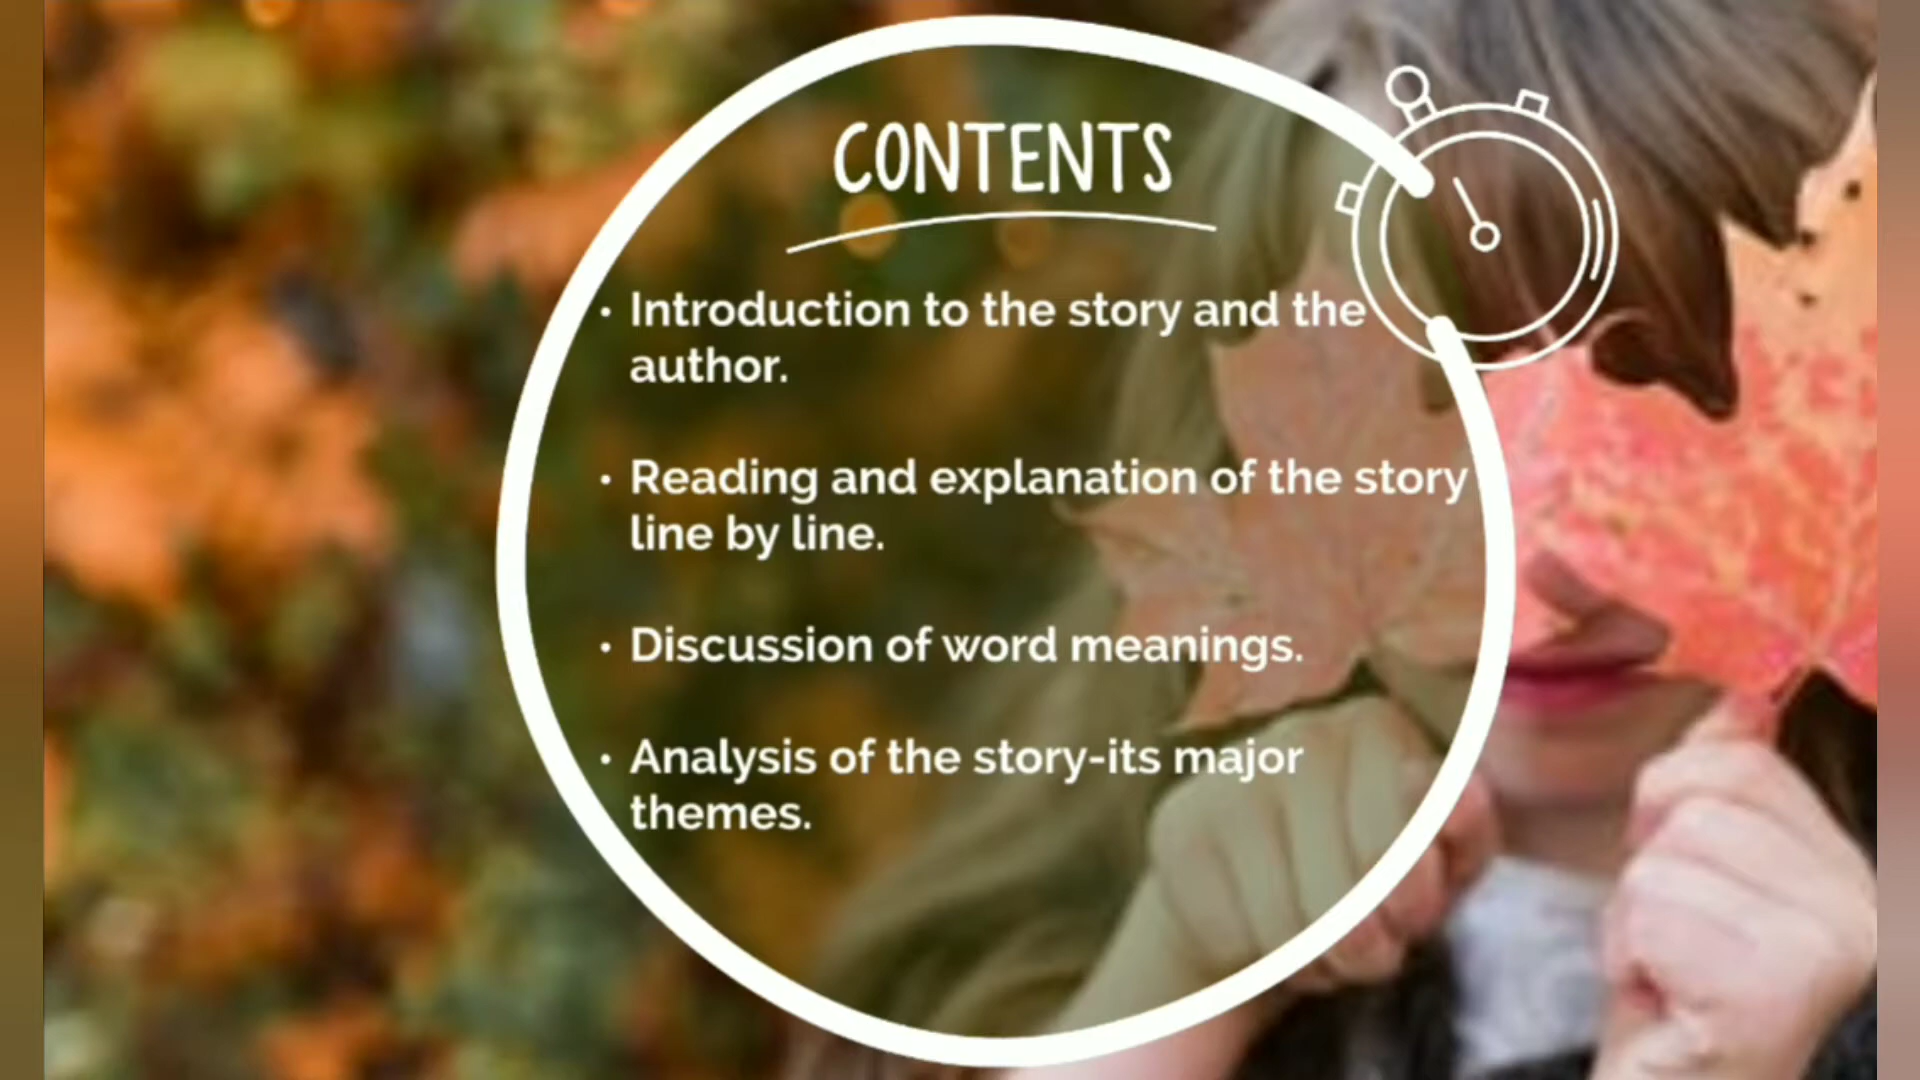 CONTENTS
• Introduction to the story and the
author.
• Reading and explanation of the story
line by line.
• Discussion of word meanings.
• Analysis of the story-its major
themes.